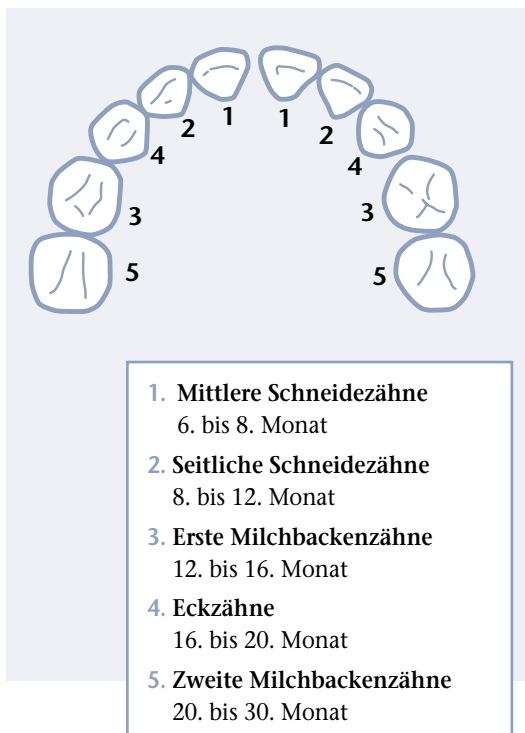 1 1
2 2
4 4
3 3
5 5
1. Mittlere Schneidezähne
6. bis 8. Monat
2. Seitliche Schneidezähne
8. bis 12. Monat
3. Erste Milchbackenzähne
12. bis 16. Monat
4. Eckzähne
16. bis 20. Monat
5. Zweite Milchbackenzähne
20. bis 30. Monat